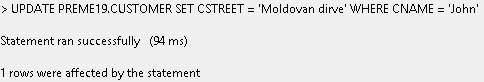 > UPDATE PREME19.CUSTOMER SET CSTREET = 'Moldovan dirve' WHERE CNAME = 'John'
Statement ran successfully (94 ms)
1 rows were affected by the statement